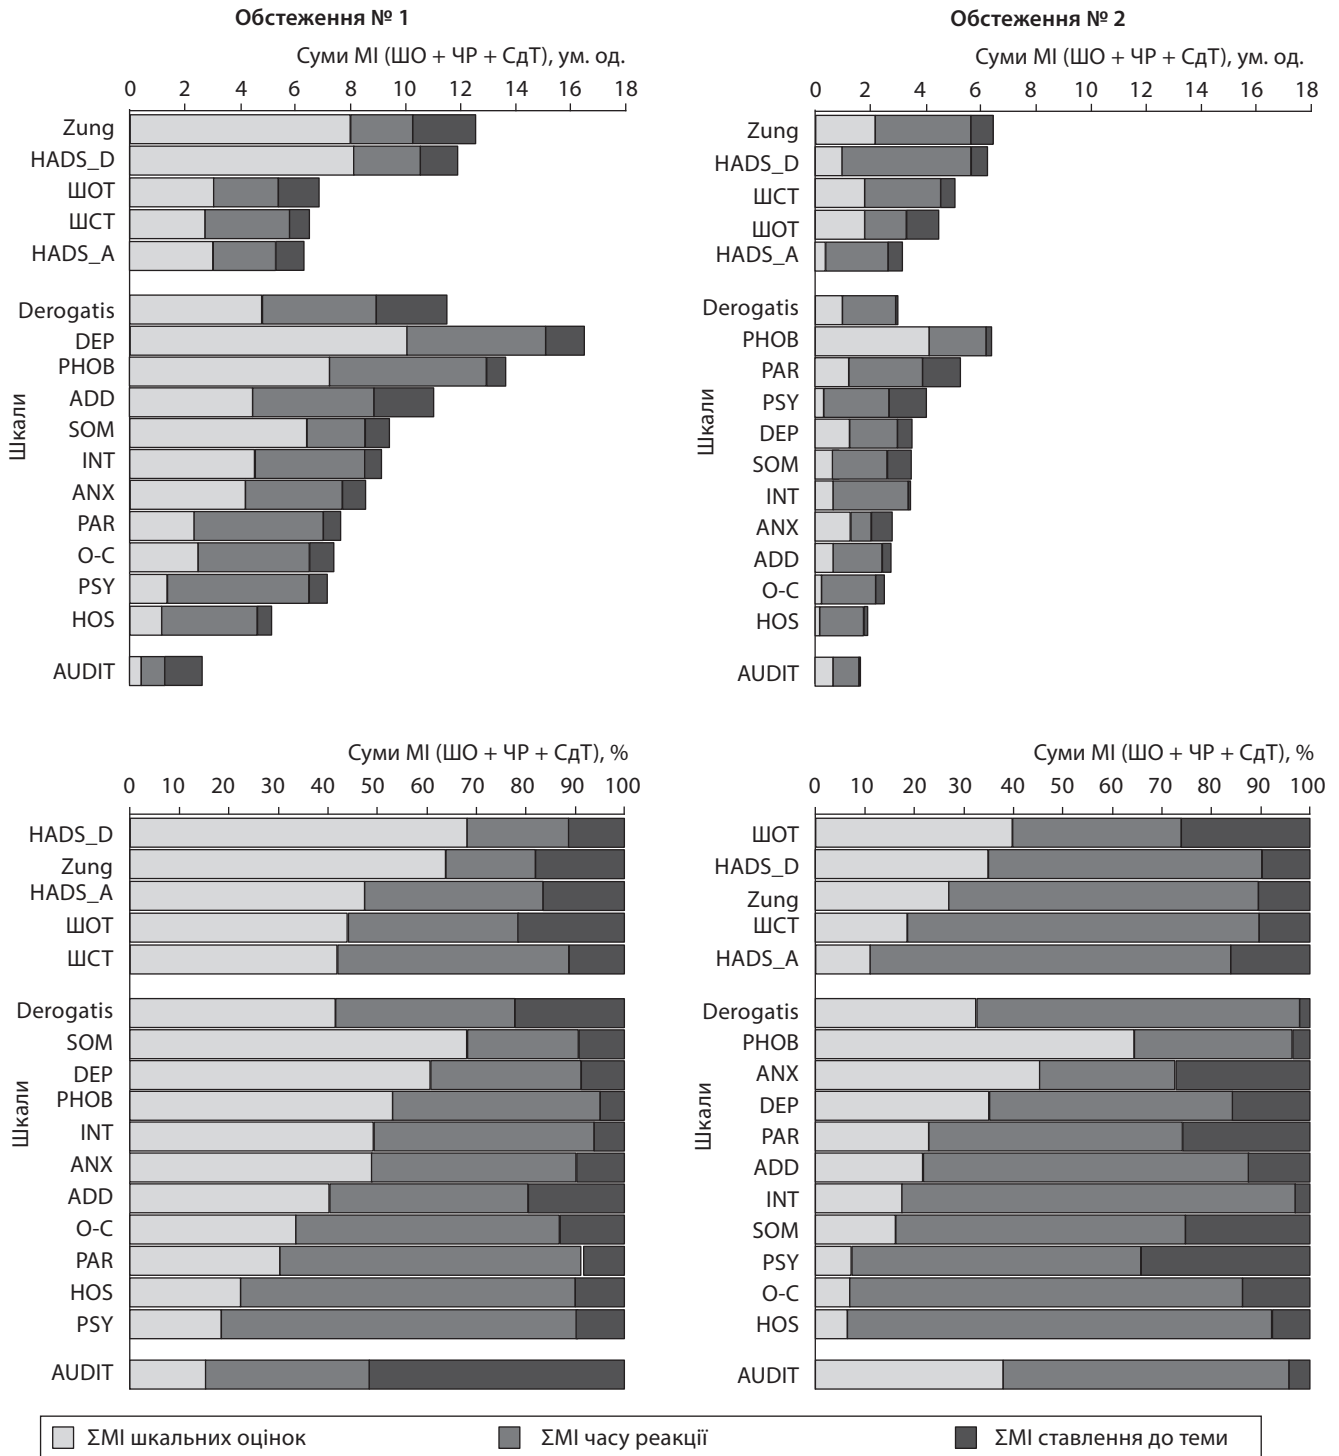 Обстеження № 1
Суми МІ (ШО + ЧР + СдТ), ум. од.
0 2 4 6 8 10 12 14 16 18
Zung
HADS_D
ШОТ
ШСТ
HADS_A
Derogatis
DEP
PHOB
ADD
SOM
INT
ANX
PAR
O-C
PSY
HOS
AUDIT
Шкали
Обстеження № 2
Суми МІ (ШО + ЧР + СдТ), ум. од.
0 2 4 6 8 10 12 14 16 18
Zung
HADS_D
ШСТ
ШОТ
HADS_A
Derogatis
PHOB
PAR
PSY
DEP
SOM
INT
ANX
ADD
O-C
HOS
AUDIT
Шкали
Суми МІ (ШО + ЧР + СдТ), %
0 10 20 30 40 50 60 70 80 90 100
HADS_D
Zung
HADS_A
ШОТ
ШСТ
Derogatis
SOM
DEP
PHOB
INT
ANX
ADD
O-C
PAR
HOS
PSY
AUDIT
Шкали
Суми МІ (ШО + ЧР + СдТ), %
0 10 20 30 40 50 60 70 80 90 100
ШОТ
HADS_D
Zung
ШСТ
HADS_A
Derogatis
PHOB
ANX
DEP
PAR
ADD
INT
SOM
PSY
O-C
HOS
AUDIT
Шкали
ΣМІ шкальних оцінок ΣМІ часу реакції ΣМІ ставлення до теми